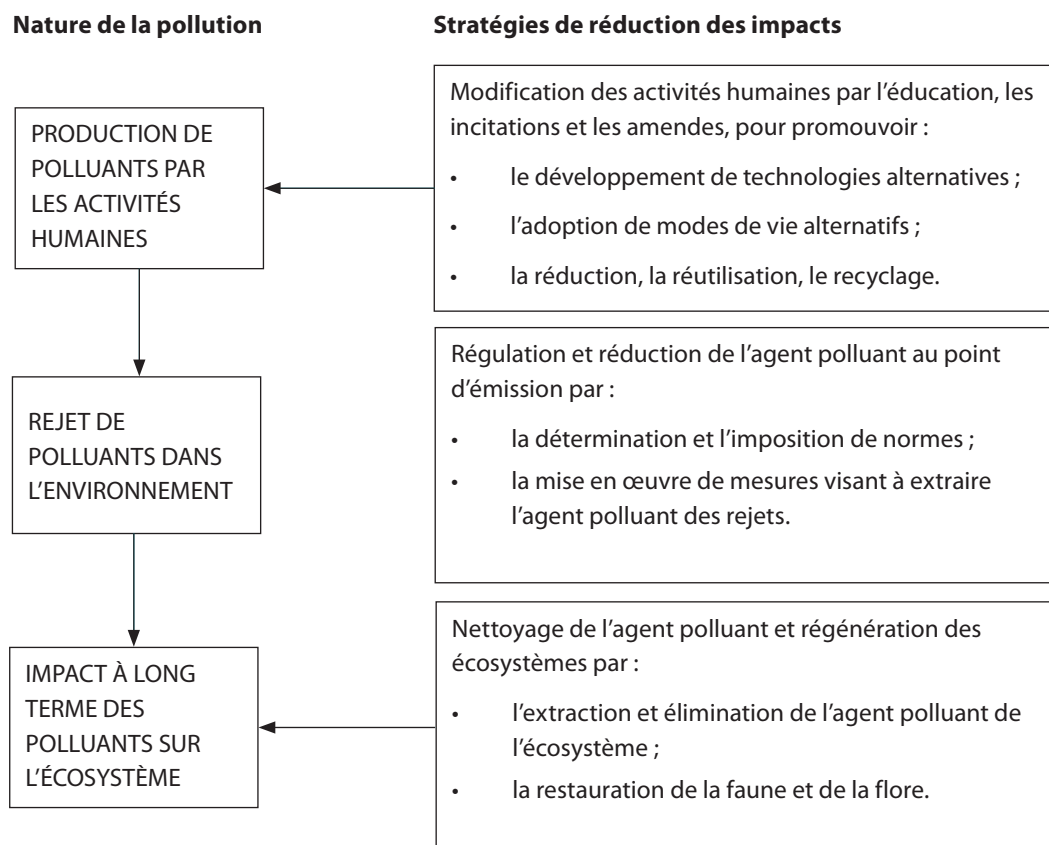 Nature de la pollution
Stratégies de réduction des impacts
PRODUCTION DE
POLLUANTS PAR
LES ACTIVITÉS
HUMAINES
Modification des activités humaines par l’éducation, les
incitations et les amendes, pour promouvoir :
• le développement de technologies alternatives ;
• l’adoption de modes de vie alternatifs ;
• la réduction, la réutilisation, le recyclage.
REJET DE
POLLUANTS DANS
L’ENVIRONNEMENT
Régulation et réduction de l’agent polluant au point
d’émission par :
• la détermination et l’imposition de normes ;
• la mise en œuvre de mesures visant à extraire
l’agent polluant des rejets.
IMPACT À LONG
TERME DES
POLLUANTS SUR
L’ÉCOSYSTÈME
Nettoyage de l’agent polluant et régénération des
écosystèmes par :
• l’extraction et élimination de l’agent polluant de
l’écosystème ;
• la restauration de la faune et de la flore.